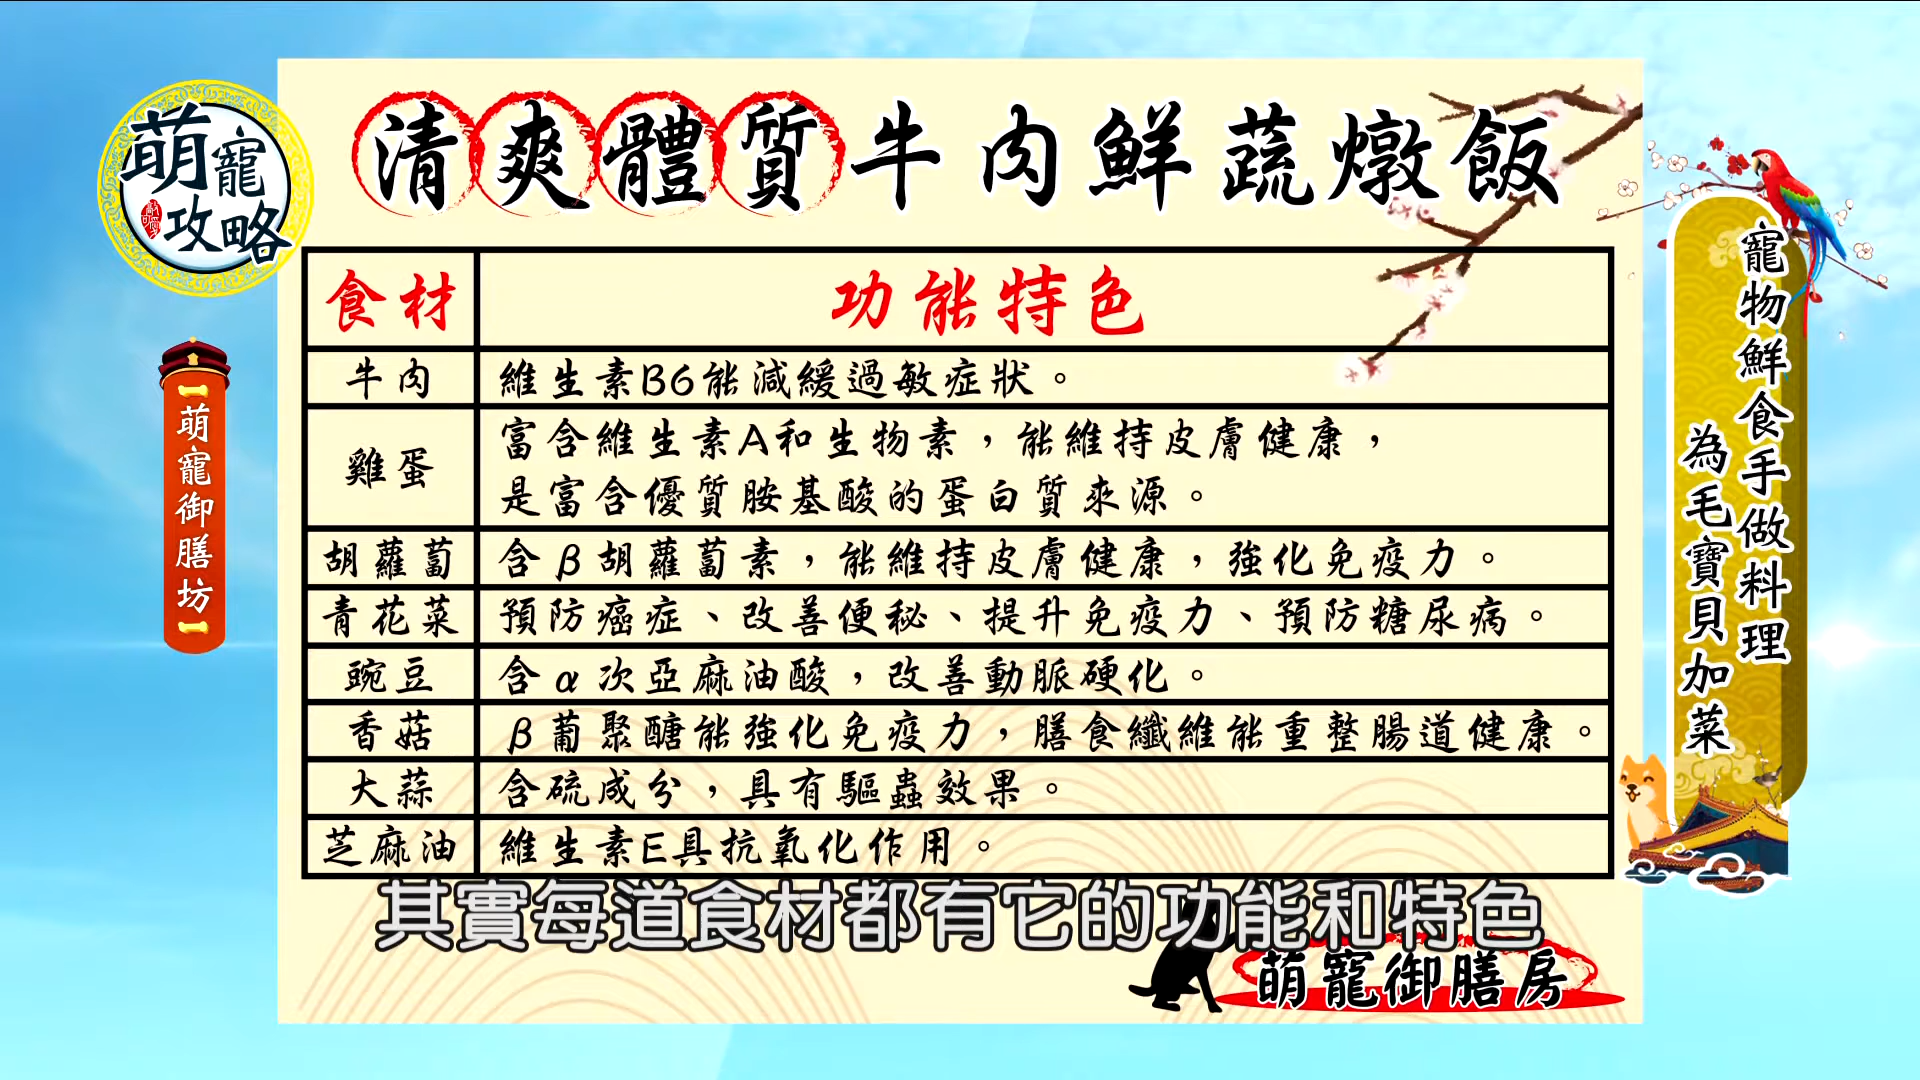 萌寵
攻略
清爽體質牛肉鮮蔬燉飯
食材 功能特色
牛肉 維生素B6能減緩過敏症狀。
雞蛋 富含維生素A和生物素，能維持皮膚健康，
是富含優質胺基酸的蛋白質來源。
胡蘿蔔 含β胡蘿蔔素，能維持皮膚健康，強化免疫力。
青花菜 預防癌症、改善便秘、提升免疫力、預防糖尿病。
豌豆 含α次亞麻油酸，改善動脈硬化。
香菇 β葡聚醣能強化免疫力，膳食纖維能重整腸道健康。
大蒜 含硫成分，具有驅蟲效果。
芝麻油 維生素E具抗氧化作用。
其實每道食材都有它的功能和特色
萌寵御膳房
【萌寵御膳坊】
寵物鮮食手做料理
為毛寶貝加菜